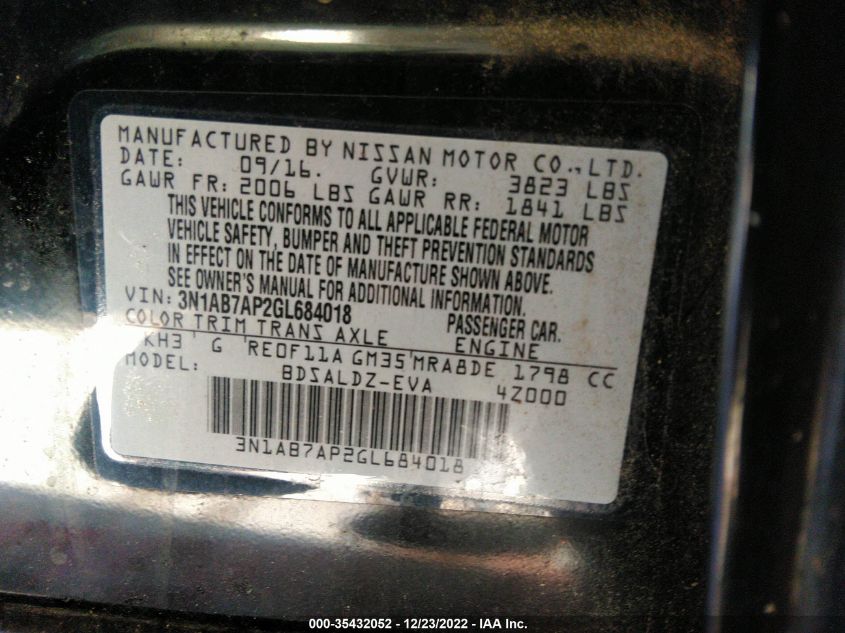 MANUFACTURED BY NISSAN MOTOR CO., LTD.
DATE: 09/16. GVWR: 3823 LBS
GAWR FR: 2006 LBS GAWR RR: 1841 LBS
THIS VEHICLE CONFORMS TO ALL APPLICABLE FEDERAL MOTOR
VEHICLE SAFETY, BUMPER AND THEFT PREVENTION STANDARDS
IN EFFECT ON THE DATE OF MANUFACTURE SHOWN ABOVE.
SEE OWNER'S MANUAL FOR ADDITIONAL INFORMATION.
VIN: 3N1AB7AP2GL684018 PASSENGER CAR.
COLOR TRIM TRANS AXLE ENGINE
KH3 G RE0F11A GM35 MRA8DE 1798 CC
MODEL: BDSALDZ-EVA 4Z000
3N1AB7AP2GL684018
000-35432052 - 12/23/2022 - IAA Inc.